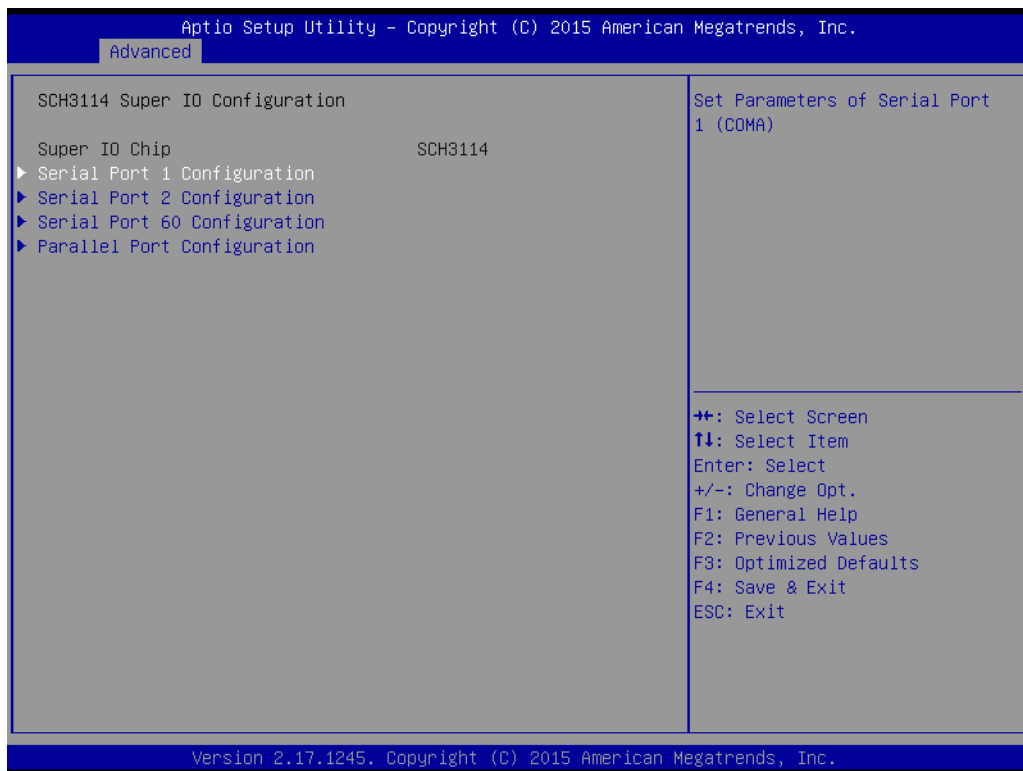 Aptio Setup Utility – Copyright (C) 2015 American Megatrends, Inc.
Advanced
SCH3114 Super IO Configuration
Super IO Chip SCH3114
► Serial Port 1 Configuration
► Serial Port 2 Configuration
► Serial Port 60 Configuration
► Parallel Port Configuration
Set Parameters of Serial Port
1 (COMA)
→←: Select Screen
↑↓: Select Item
Enter: Select
+/-: Change Opt.
F1: General Help
F2: Previous Values
F3: Optimized Defaults
F4: Save & Exit
ESC: Exit
Version 2.17.1245. Copyright (C) 2015 American Megatrends, Inc.